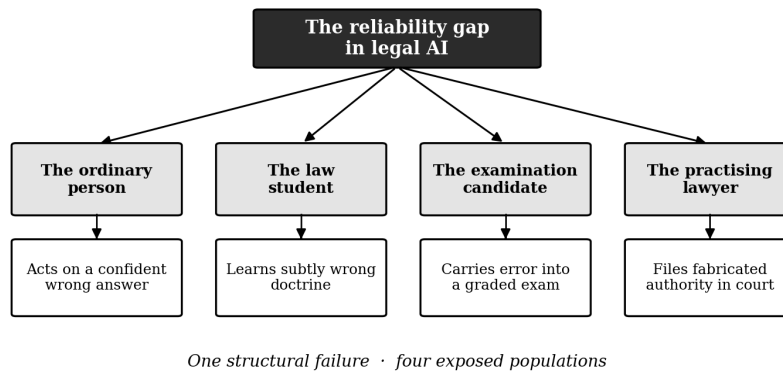 The reliability gap
in legal AI
The ordinary
person
The law
student
The examination
candidate
The practising
lawyer
Acts on a confident
wrong answer
Learns subtly wrong
doctrine
Carries error into
a graded exam
Files fabricated
authority in court
One structural failure · four exposed populations